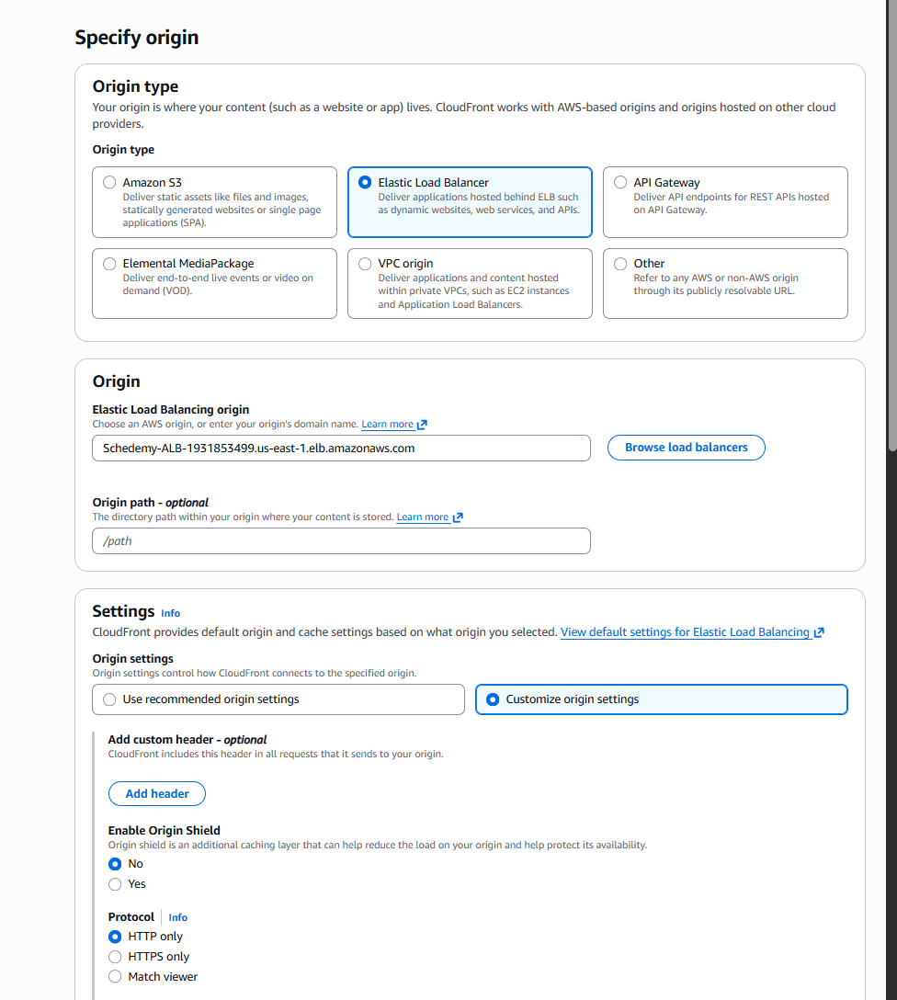 Specify origin
Origin type
Your origin is where your content (such as a website or app) lives. CloudFront works with AWS-based origins and origins hosted on other cloud
providers.
Origin type
Amazon S3
Deliver static assets like files and images,
statically generated websites or single page
applications (SPA).
Elastic Load Balancer
Deliver applications hosted behind ELB such
as dynamic websites, web services, and APIs.
API Gateway
Deliver API endpoints for REST APIs hosted
on API Gateway.
Elemental MediaPackage
Deliver end-to-end live events or video on
demand (VOD).
VPC origin
Deliver applications and content hosted
within private VPCs, such as EC2 instances
and Application Load Balancers.
Other
Refer to any AWS or non-AWS origin
through its publicly resolvable URL.
Origin
Elastic Load Balancing origin
Choose an AWS origin, or enter your origin's domain name. Learn more
Schedemy-ALB-1931853499.us-east-1.elb.amazonaws.com
Browse load balancers
Origin path - optional
The directory path within your origin where your content is stored. Learn more
/path
Settings Info
CloudFront provides default origin and cache settings based on what origin you selected. View default settings for Elastic Load Balancing
Origin settings
Origin settings control how CloudFront connects to the specified origin.
Use recommended origin settings
Customize origin settings
Add custom header - optional
CloudFront includes this header in all requests that it sends to your origin.
Add header
Enable Origin Shield
Origin shield is an additional caching layer that can help reduce the load on your origin and help protect its availability.
No
Yes
Protocol Info
HTTP only
HTTPS only
Match viewer